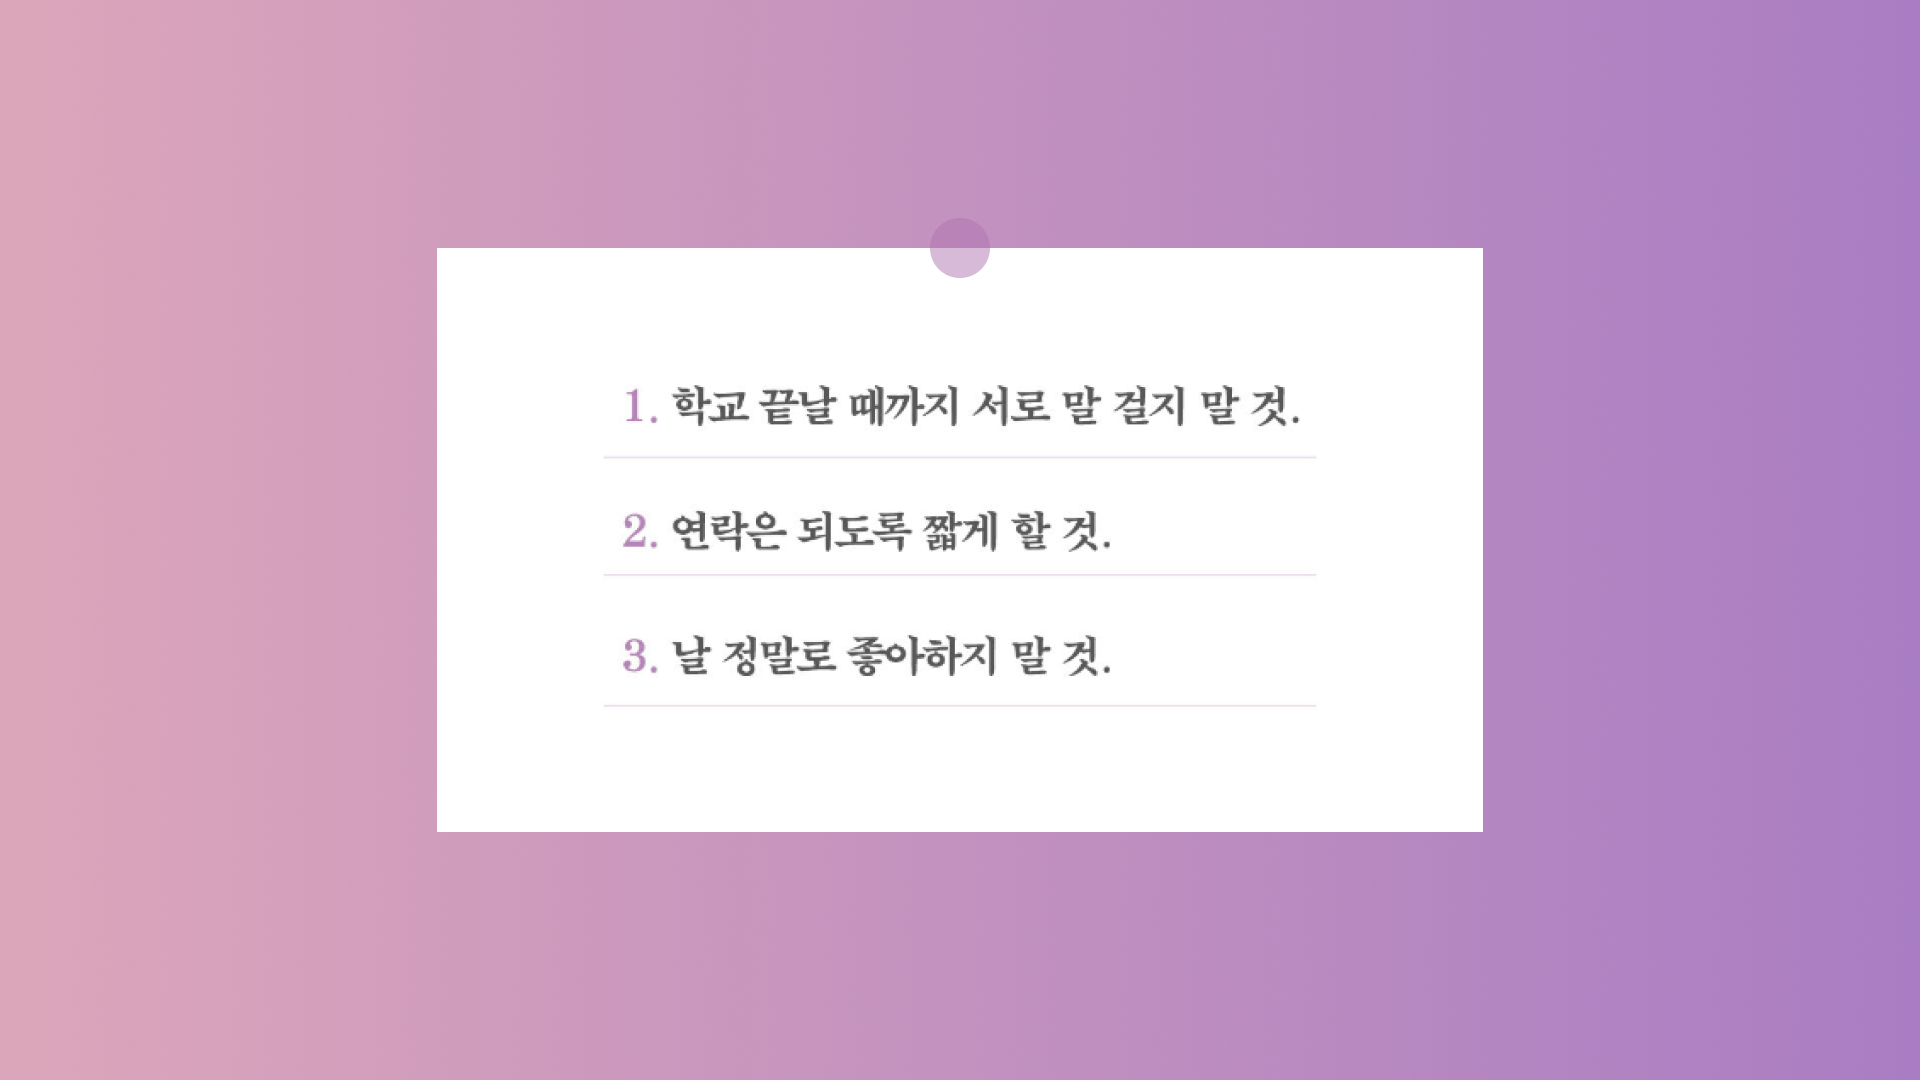 1. 학교 끝날 때까지 서로 말 걸지 말 것.
2. 연락은 되도록 짧게 할 것.
3. 날 정말로 좋아하지 말 것.